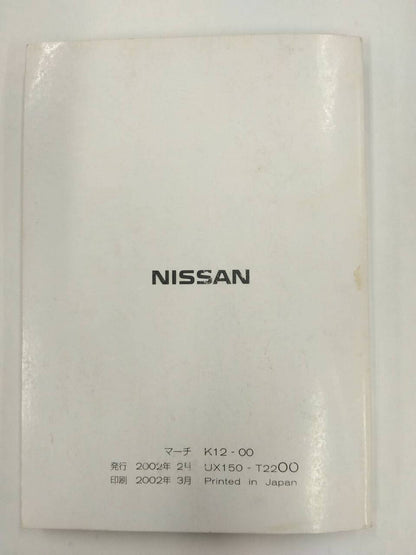 NISSAN
マーチ K12-00
発行 2002年 2月 UX150-T2200
印刷 2002年 3月 Printed in Japan